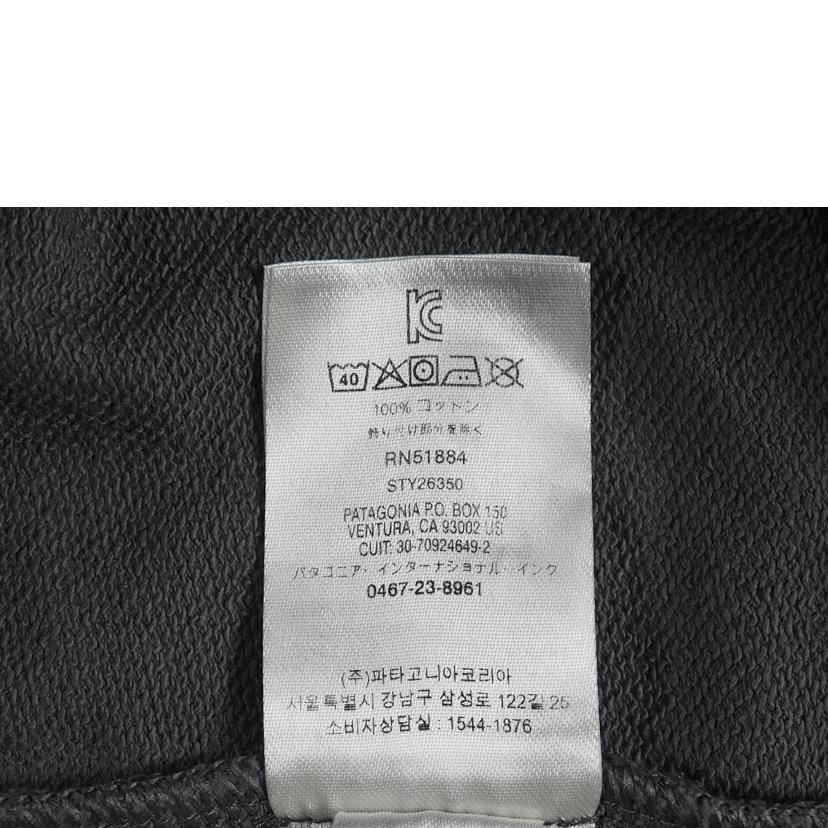 KC
40
100% コットン
飾り付け部分を除く
RN51884
STY26350
PATAGONIA P.O. BOX 150
VENTURA, CA 93002 US
CUIT: 30-70924649-2
パタゴニア・インターナショナル・インク
0467-23-8961
(주)파타고니아코리아
서울특별시 강남구 삼성로 122길 25
소비자상담실 : 1544-1876